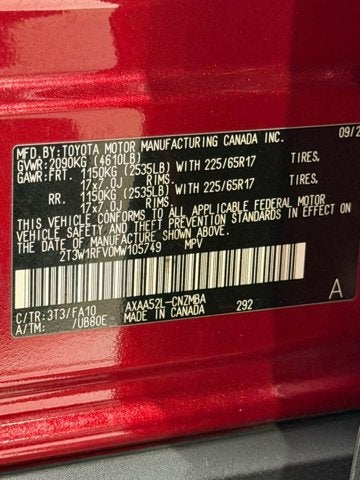 MFD.BY:TOYOTA MOTOR MANUFACTURING CANADA INC. 09/2
GVWR:2090KG (4610LB)
GAWR:FRT. 1150KG (2535LB) WITH 225/65R17 TIRES,
17x7.0J RIMS
RR. 1150KG (2535LB) WITH 225/65R17 TIRES,
17x7.0J RIMS
THIS VEHICLE CONFORMS TO ALL APPLICABLE FEDERAL MOTOR
VEHICLE SAFETY AND THEFT PREVENTION STANDARDS IN EFFECT
ON THE DATE OF MANUFACTURE SHOWN ABOVE.
2T3W1RFV0MW105749 MPV
C/TR:3T3/FA10 AXAA52L-CNZMBA A
A/TM: /UB80E MADE IN CANADA 292